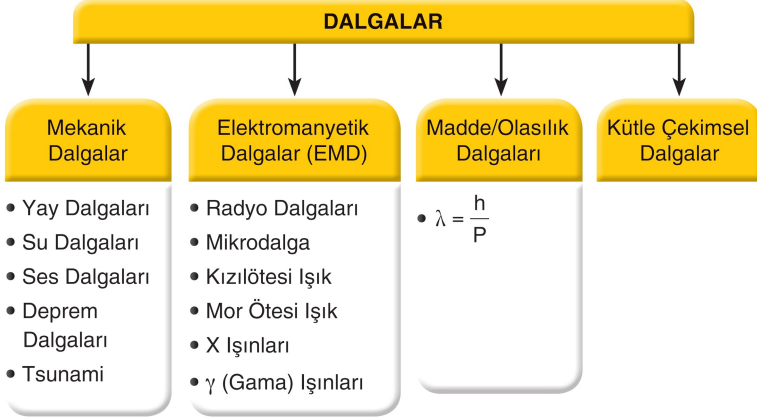 DALGALAR
Mekanik
Dalgalar
• Yay Dalgaları
• Su Dalgaları
• Ses Dalgaları
• Deprem
Dalgaları
• Tsunami
Elektromanyetik
Dalgalar (EMD)
• Radyo Dalgaları
• Mikrodalga
• Kızılötesi Işık
• Mor Ötesi Işık
• X Işınları
• γ (Gama) Işınları
Madde/Olasılık
Dalgaları
• λ = h/P
Kütle Çekimsel
Dalgalar